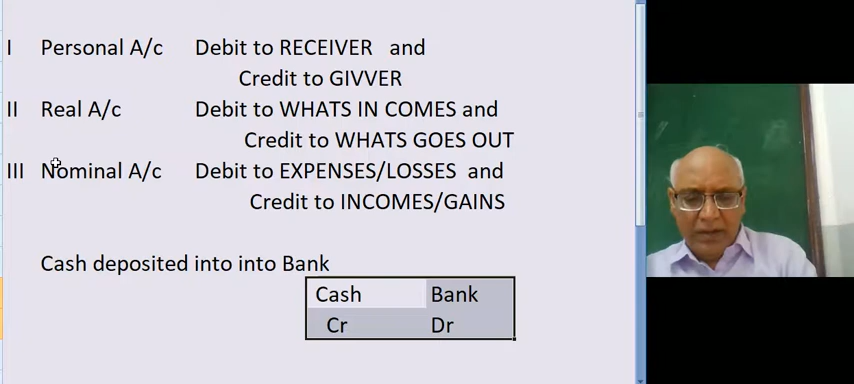 I Personal A/c Debit to RECEIVER and
Credit to GIVVER
II Real A/c Debit to WHATS IN COMES and
Credit to WHATS GOES OUT
III Nominal A/c Debit to EXPENSES/LOSSES and
Credit to INCOMES/GAINS
Cash deposited into into Bank
Cash Bank
Cr Dr